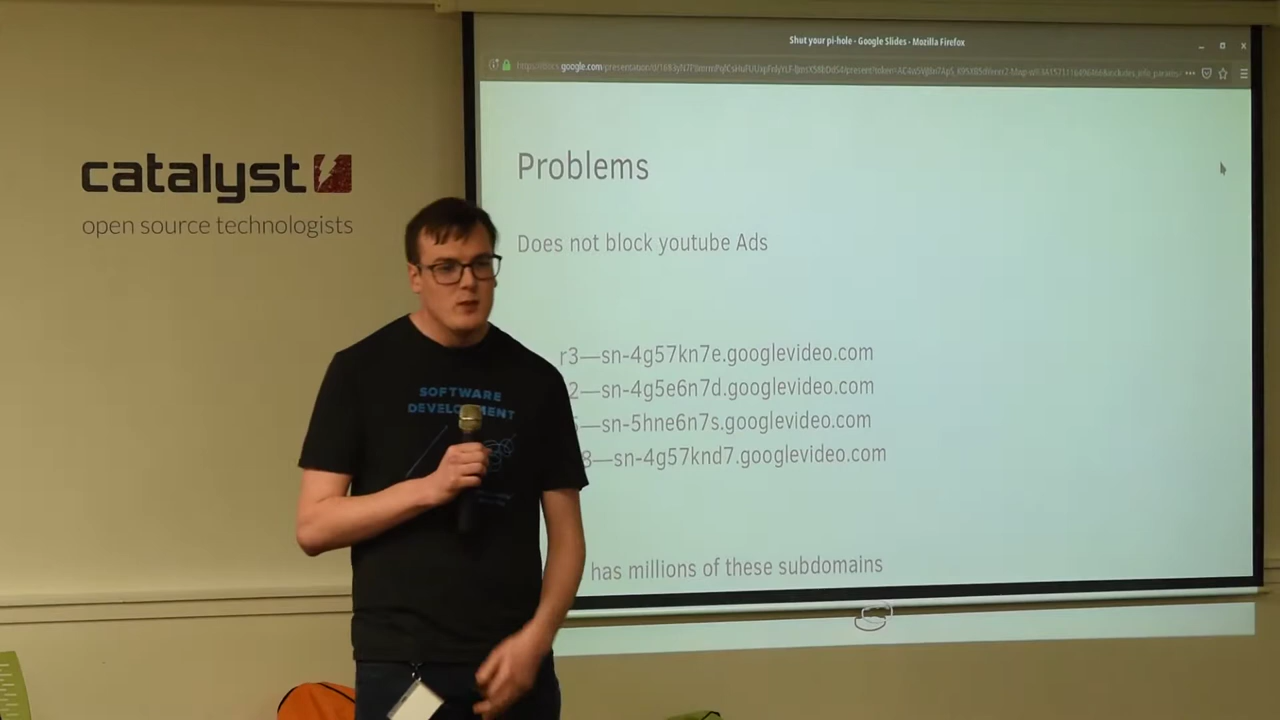 Shut your pi-hole - Google Slides - Mozilla Firefox
Problems
Does not block youtube Ads
r3—sn-4g57kn7e.googlevideo.com
2—sn-4g5e6n7d.googlevideo.com
—sn-5hne6n7s.googlevideo.com
3—sn-4g57knd7.googlevideo.com
has millions of these subdomains
catalyst
open source technologists
SOFTWARE
DEVELOPMENT